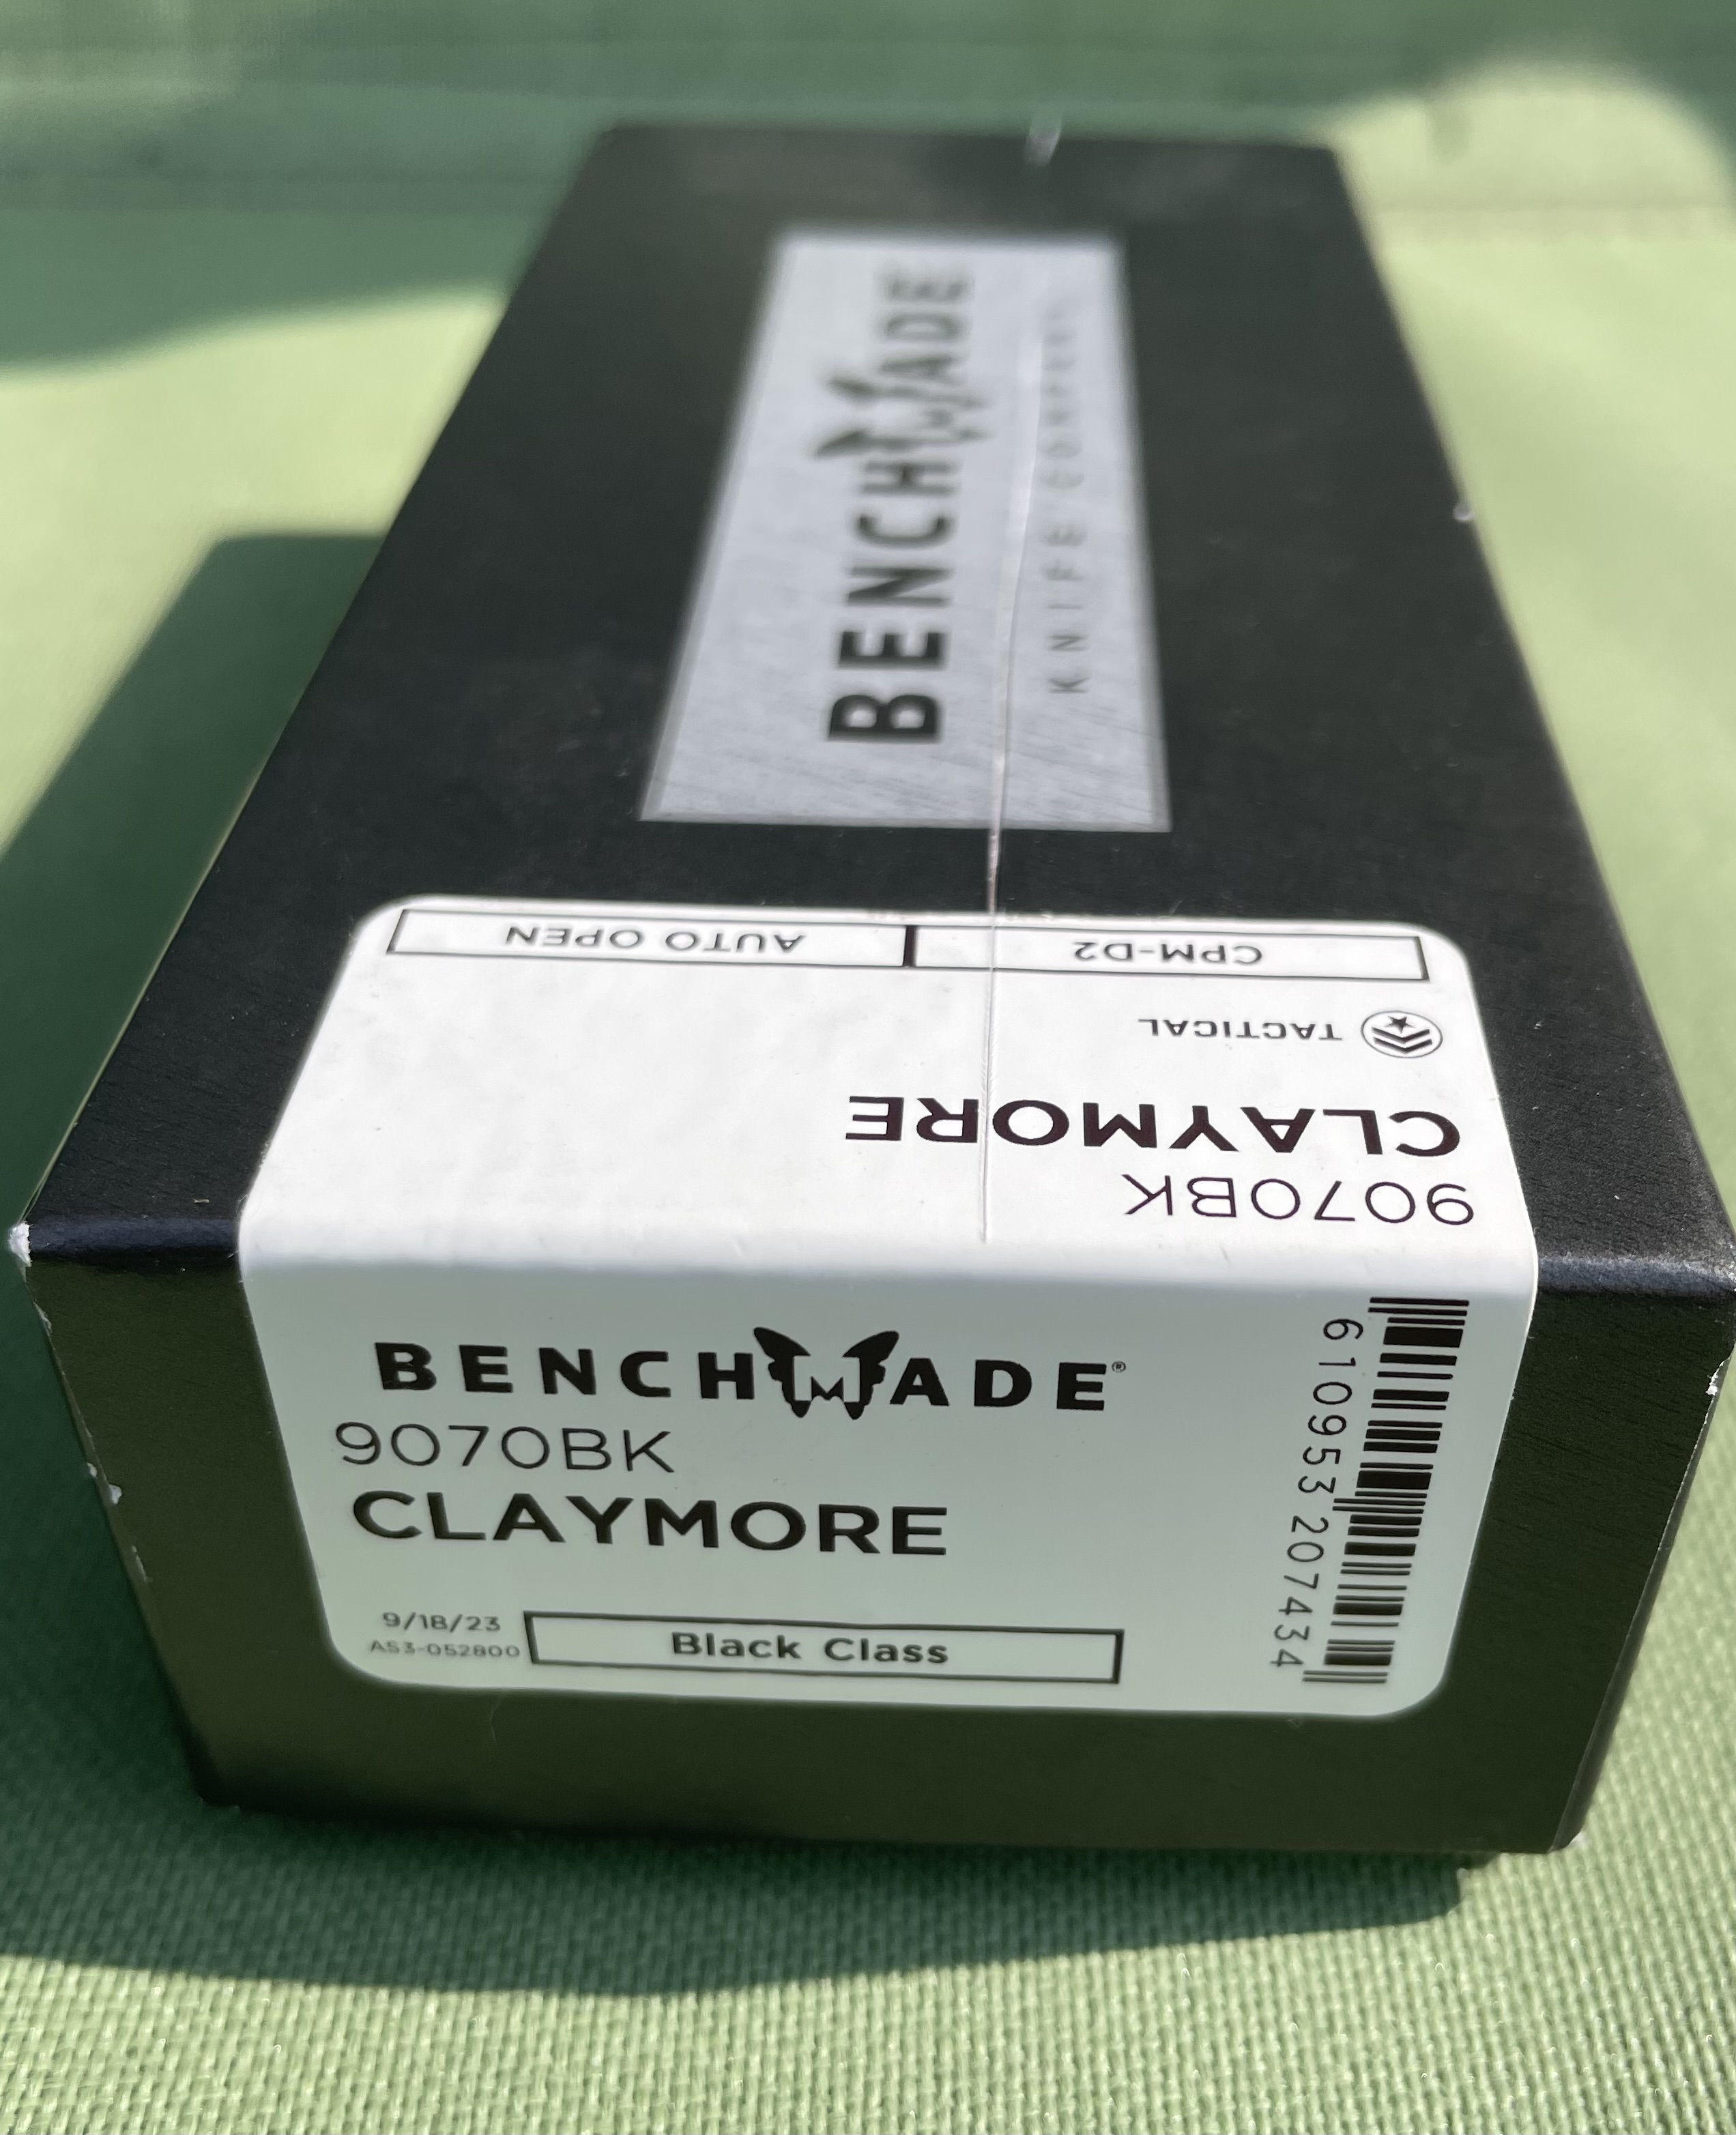 BENCHMADE
KNIFE COMPANY
AUTO OPEN
CPM-D2
TACTICAL
CLAYMORE
9070BK
BENCHMADE®
9070BK
CLAYMORE
9/18/23
AS3-052800
Black Class
610953 207434